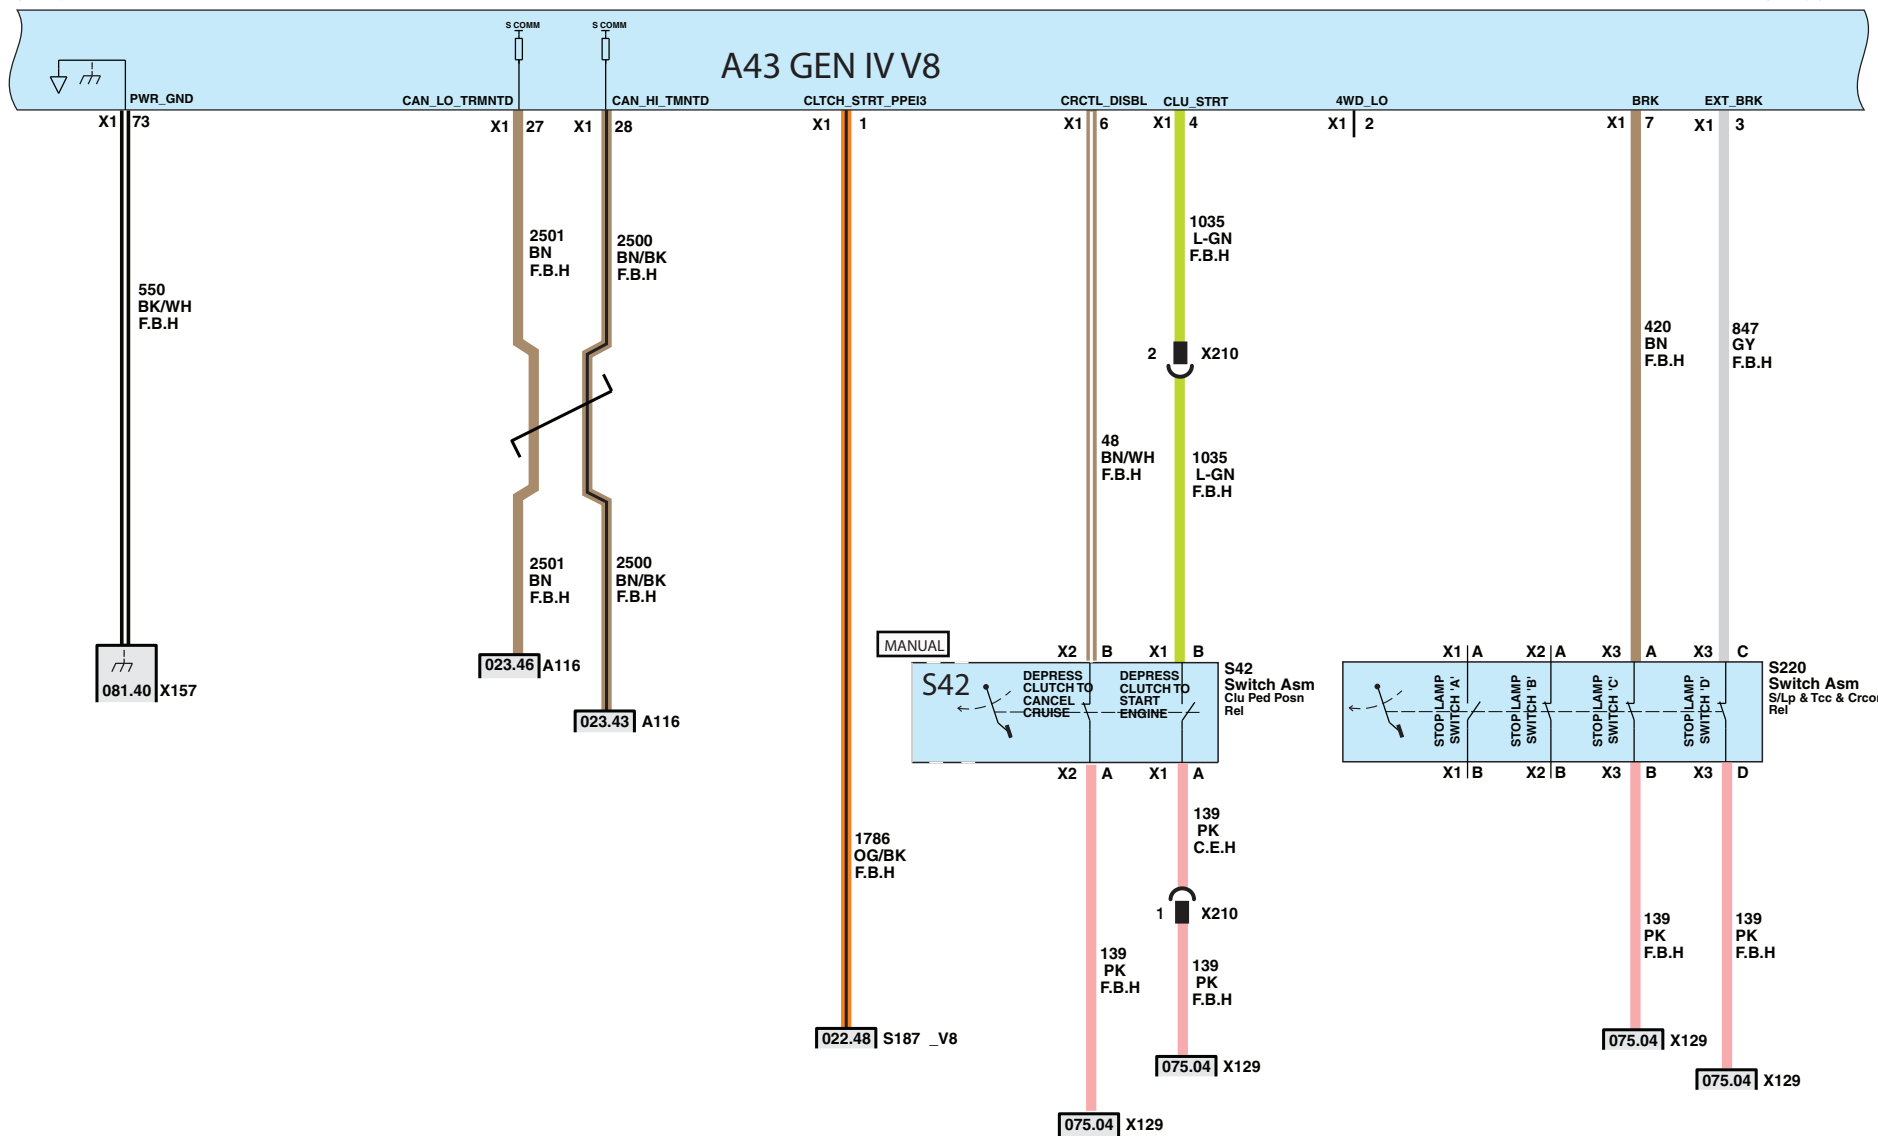 S COMM
S COMM
A43 GEN IV V8
PWR_GND
CAN_LO_TRMNTD
CAN_HI_TMNTD
CLTCH_STRT_PPEI3
CRCTL_DISBL
CLU_STRT
4WD_LO
BRK
EXT_BRK
X1 73
X1 27
X1 28
X1 1
X1 6
X1 4
X1 2
X1 7
X1 3
550
BK/WH
F.B.H
2501
BN
F.B.H
2500
BN/BK
F.B.H
1035
L-GN
F.B.H
420
BN
F.B.H
847
GY
F.B.H
2 X210
48
BN/WH
F.B.H
1035
L-GN
F.B.H
2501
BN
F.B.H
2500
BN/BK
F.B.H
081.40 X157
023.46 A116
023.43 A116
MANUAL
X2 B
X1 B
S42
DEPRESS
CLUTCH TO
CANCEL
CRUISE
DEPRESS
CLUTCH TO
START
ENGINE
S42
Switch Asm
Clu Ped Posn
Rel
X2 A
X1 A
X1 A
X2 A
X3 A
X3 C
STOP LAMP
SWITCH 'A'
STOP LAMP
SWITCH 'B'
STOP LAMP
SWITCH 'C'
STOP LAMP
SWITCH 'D'
S220
Switch Asm
S/Lp & Tcc & Crcon
Rel
X1 B
X2 B
X3 B
X3 D
1786
OG/BK
F.B.H
139
PK
C.E.H
1 X210
139
PK
F.B.H
139
PK
F.B.H
139
PK
F.B.H
139
PK
F.B.H
022.48 S187 _V8
075.04 X129
075.04 X129
075.04 X129
075.04 X129